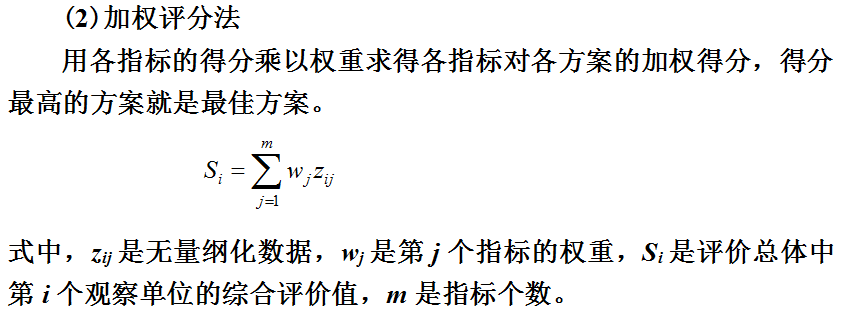 (2)加权评分法
用各指标的得分乘以权重求得各指标对各方案的加权得分，得分
最高的方案就是最佳方案。
$S_i = \sum_{j=1}^{m} w_j z_{ij}$
式中，$z_{ij}$是无量纲化数据，$w_j$是第 j 个指标的权重，$S_i$是评价总体中
第 i 个观察单位的综合评价值，m 是指标个数。